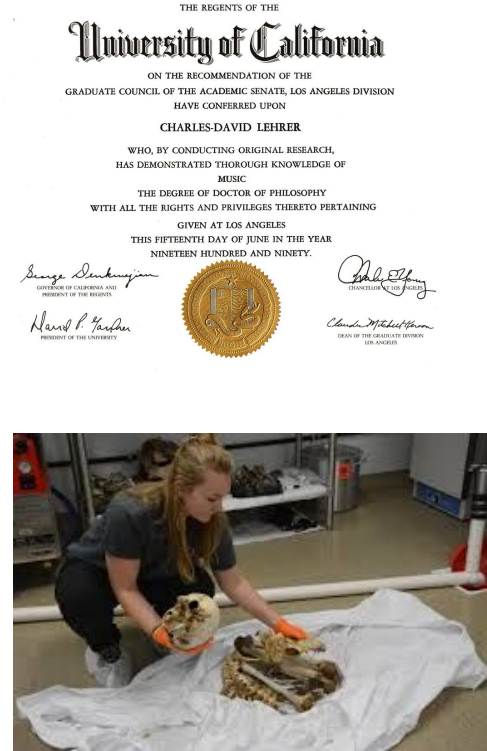 THE REGENTS OF THE
University of California
ON THE RECOMMENDATION OF THE
GRADUATE COUNCIL OF THE ACADEMIC SENATE, LOS ANGELES DIVISION
HAVE CONFERRED UPON
CHARLES-DAVID LEHRER
WHO, BY CONDUCTING ORIGINAL RESEARCH,
HAS DEMONSTRATED THOROUGH KNOWLEDGE OF
MUSIC
THE DEGREE OF DOCTOR OF PHILOSOPHY
WITH ALL THE RIGHTS AND PRIVILEGES THERETO PERTAINING
GIVEN AT LOS ANGELES
THIS FIFTEENTH DAY OF JUNE IN THE YEAR
NINETEEN HUNDRED AND NINETY.
George Deukmejian
GOVERNOR OF CALIFORNIA AND
PRESIDENT OF THE REGENTS
Charles E. Young
CHANCELLOR AT LOS ANGELES
David P. Gardner
PRESIDENT OF THE UNIVERSITY
Claudia Mitchell-Kernan
DEAN OF THE GRADUATE DIVISION
LOS ANGELES